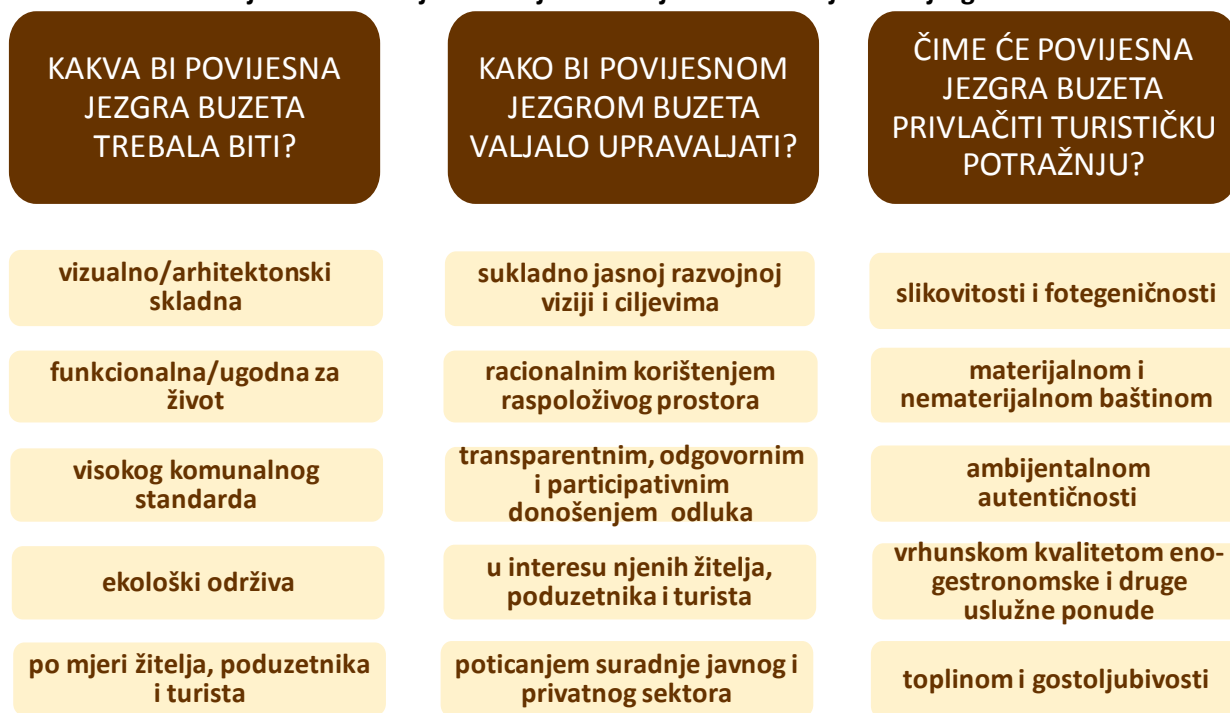 KAKVA BI POVIJESNA
JEZGRA BUZETA
TREBALA BITI?
vizualno/arhitektonski
skladna
funkcionalna/ugodna za
život
visokog komunalnog
standarda
ekološki održiva
po mjeri žitelja, poduzetnika
i turista
KAKO BI POVIJESNOM
JEZGROM BUZETA
VALJALO UPRAVALJATI?
sukladno jasnoj razvojnoj
viziji i ciljevima
racionalnim korištenjem
raspoloživog prostora
transparentnim, odgovornim
i participativnim
donošenjem odluka
u interesu njenih žitelja,
poduzetnika i turista
poticanjem suradnje javnog i
privatnog sektora
ČIME ĆE POVIJESNA
JEZGRA BUZETA
PRIVLAČITI TURISTIČKU
POTRAŽNJU?
slikovitosti i fotegeničnosti
materijalnom i
nematerijalnom baštinom
ambijentalnom
autentičnosti
vrhunskom kvalitetom eno-
gestronomske i druge
uslužne ponude
toplinom i gostoljubivosti